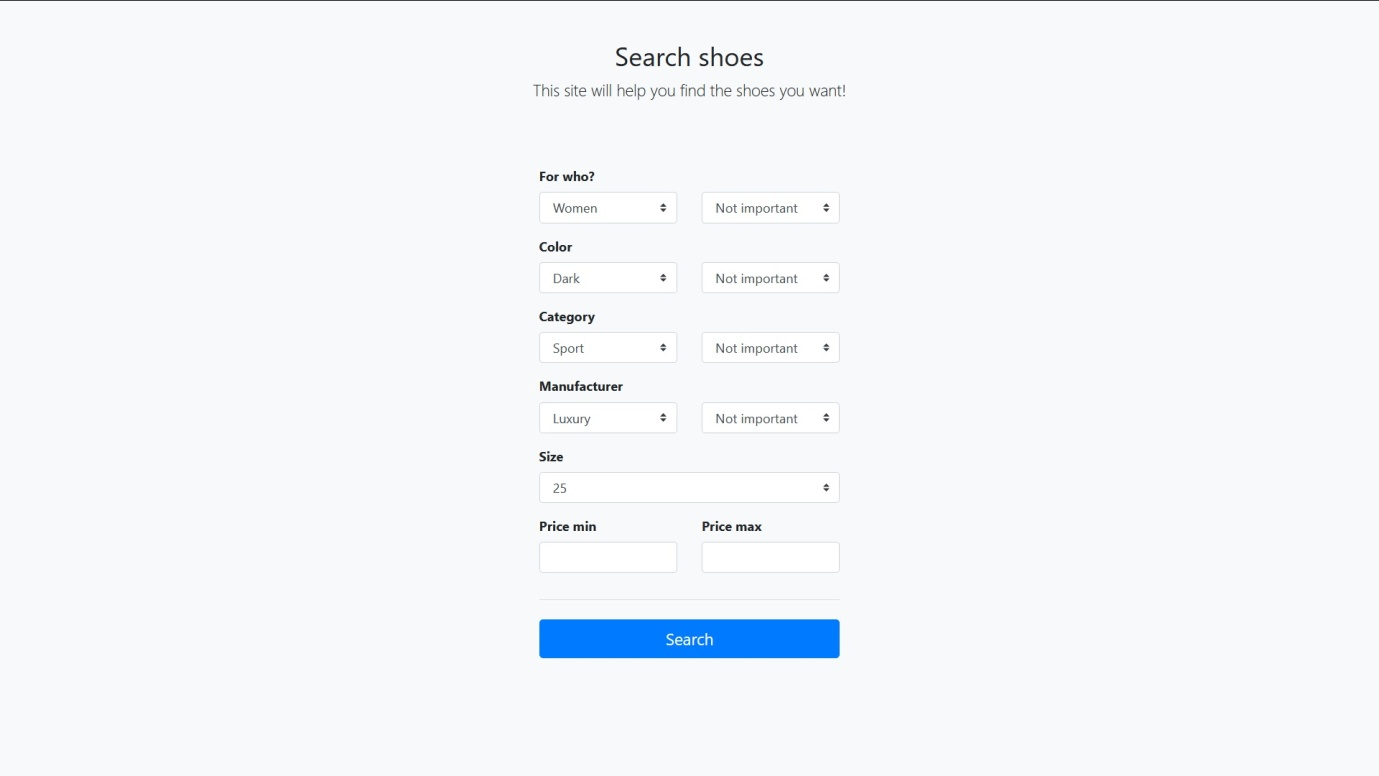 Search shoes
This site will help you find the shoes you want!
For who?
Women Not important
Color
Dark Not important
Category
Sport Not important
Manufacturer
Luxury Not important
Size
25
Price min Price max
Search